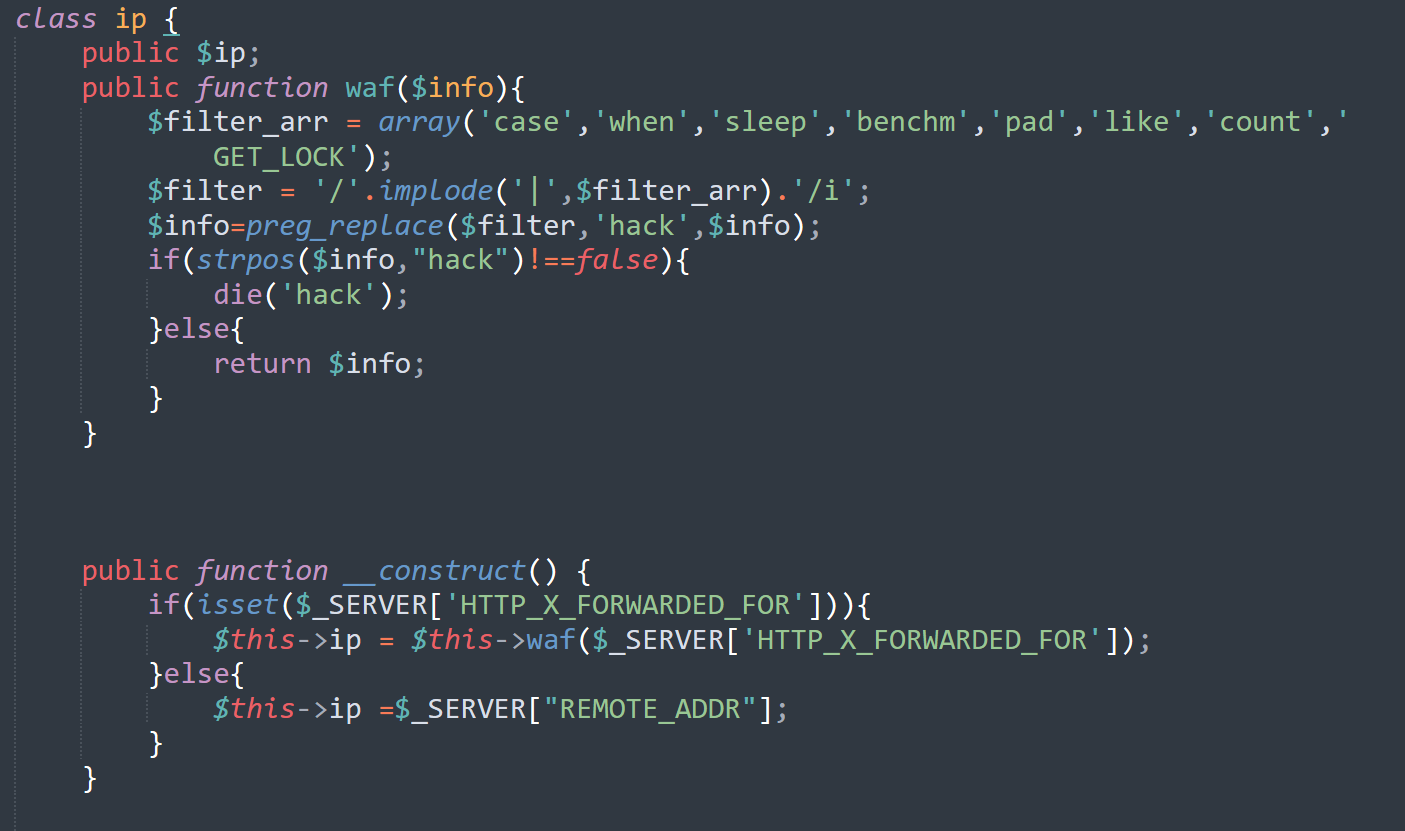 class ip {
    public $ip;
    public function waf($info){
        $filter_arr = array('case','when','sleep','benchm','pad','like','count','
            GET_LOCK');
        $filter = '/'.implode('|',$filter_arr).'/i';
        $info=preg_replace($filter,'hack',$info);
        if(strpos($info,"hack")!==false){
            die('hack');
        }else{
            return $info;
        }
    }
    public function __construct() {
        if(isset($_SERVER['HTTP_X_FORWARDED_FOR'])){
            $this->ip = $this->waf($_SERVER['HTTP_X_FORWARDED_FOR']);
        }else{
            $this->ip =$_SERVER["REMOTE_ADDR"];
        }
    }